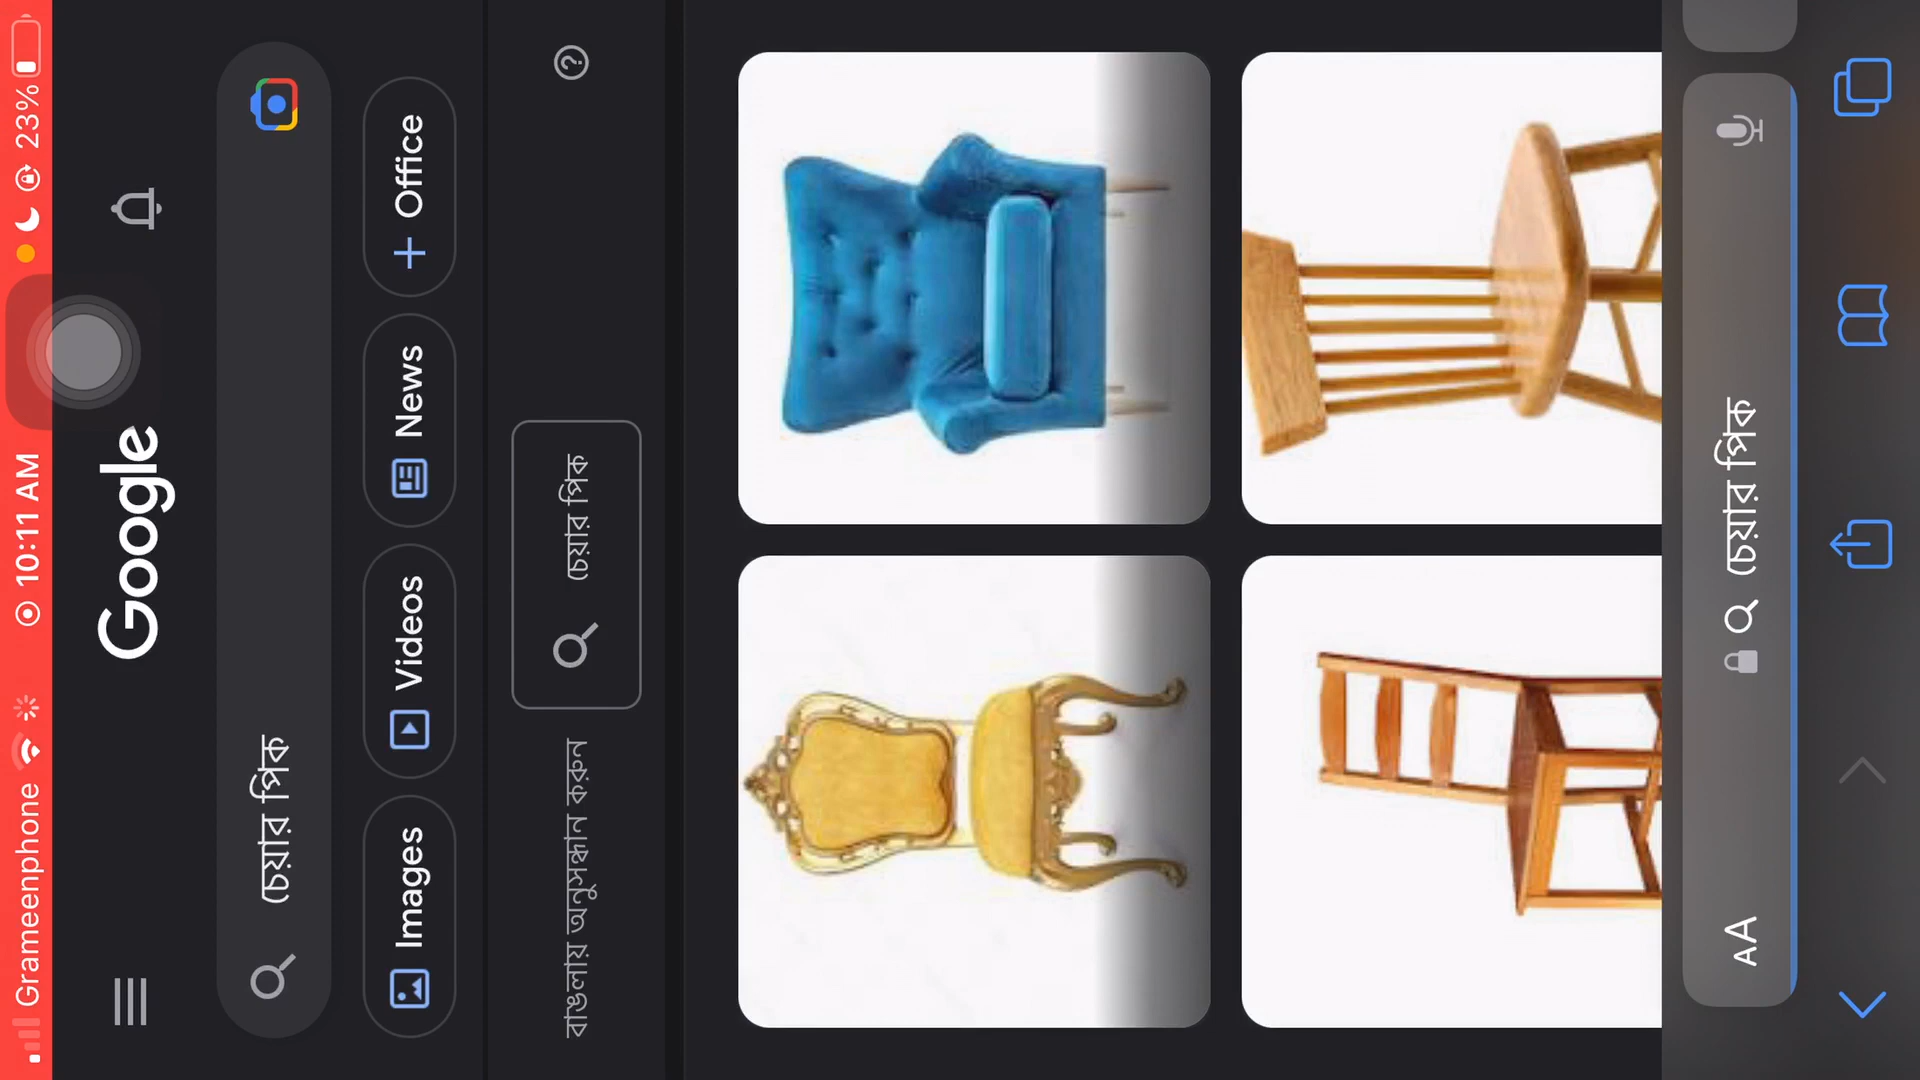 Grameenphone 10:11 AM 23%
Google
চেয়ার পিক
Images Videos News + Office
বাঙলায় অনুসন্ধান করুন চেয়ার পিক
AA চেয়ার পিক